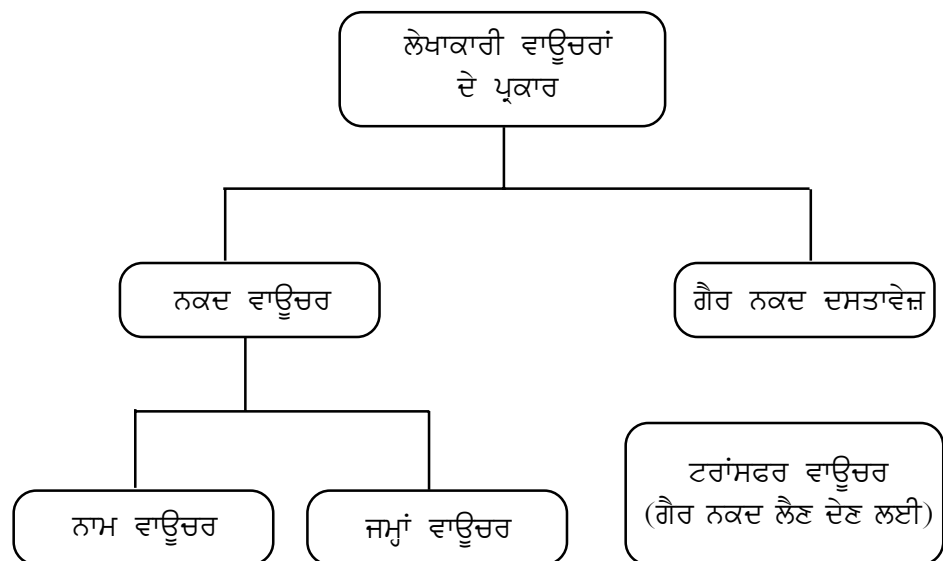 ਲੇਖਾਕਾਰੀ ਵਾਊਚਰਾਂ
ਦੇ ਪ੍ਰਕਾਰ
ਨਕਦ ਵਾਊਚਰ
ਗੈਰ ਨਕਦ ਦਸਤਾਵੇਜ਼
ਟਰਾਂਸਫਰ ਵਾਊਚਰ
(ਗੈਰ ਨਕਦ ਲੈਣ ਦੇਣ ਲਈ)
ਨਾਮ ਵਾਊਚਰ
ਜਮ੍ਹਾਂ ਵਾਊਚਰ